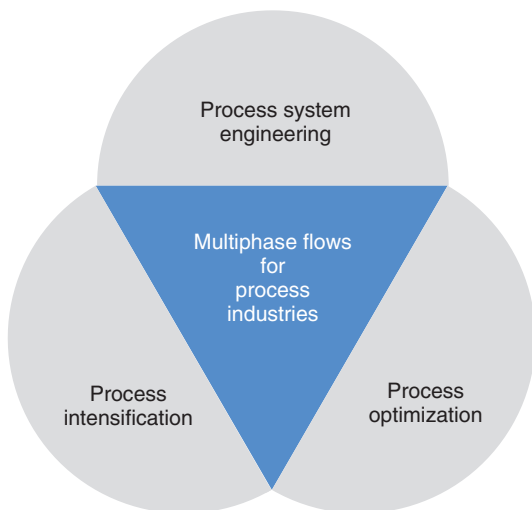 Process system
engineering
Multiphase flows
for
process
industries
Process
intensification
Process
optimization